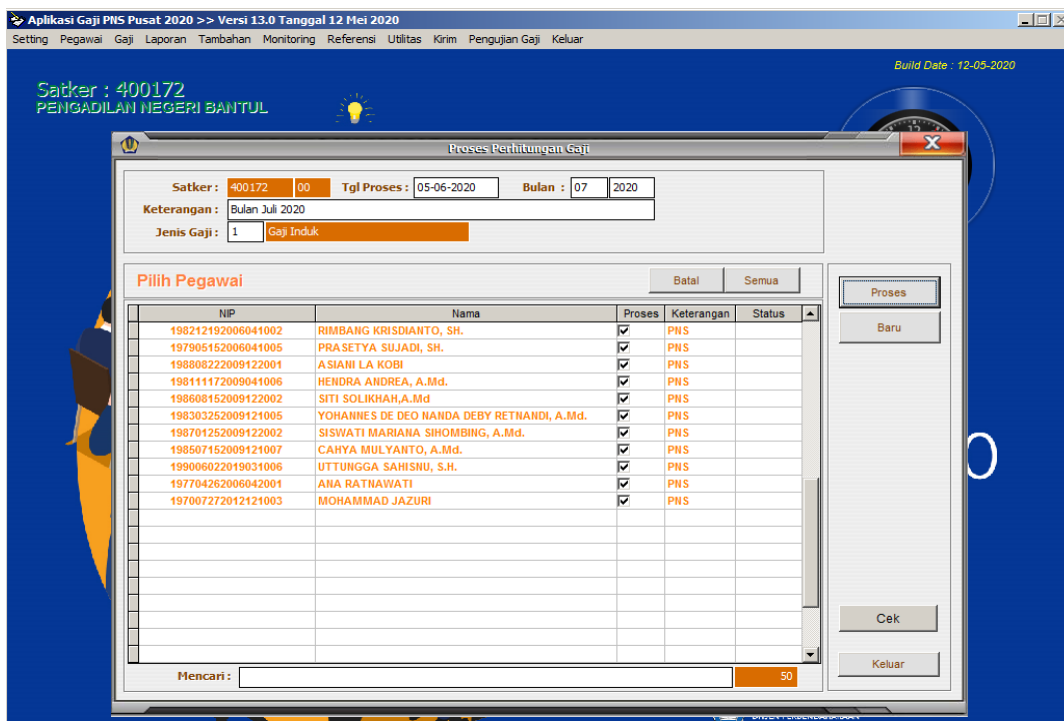 Aplikasi Gaji PNS Pusat 2020 >> Versi 13.0 Tanggal 12 Mei 2020
Setting Pegawai Gaji Laporan Tambahan Monitoring Referensi Utilitas Kirim Pengujian Gaji Keluar
Build Date : 12-05-2020
Satker : 400172
PENGADILAN NEGERI BANTUL
12
Proses Perhitungan Gaji
Satker : 400172 00 Tgl Proses : 05-06-2020 Bulan : 07 2020
Keterangan : Bulan Juli 2020
Jenis Gaji : 1 Gaji Induk
Pilih Pegawai Batal Semua
Proses
Baru
NIP Nama Proses Keterangan Status
198212192006041002 RIMBANG KRISDIANTO, SH. PNS
197905152006041005 PRASETYA SUJADI, SH. PNS
198808222009122001 ASIANI LA KOBI PNS
198111172009041006 HENDRA ANDREA, A.Md. PNS
198608152009122002 SITI SOLIKHAH,A.Md PNS
198303252009121005 YOHANNES DE DEO NANDA DEBY RETNANDI, A.Md. PNS
198701252009122002 SISWATI MARIANA SIHOMBING, A.Md. PNS
198507152009121007 CAHYA MULYANTO, A.Md. PNS
199006022019031006 UTTUNGGA SAHISNU, S.H. PNS
197704262006042001 ANA RATNAWATI PNS
197007272012121003 MOHAMMAD JAZURI PNS
Cek
Keluar
Mencari : 50